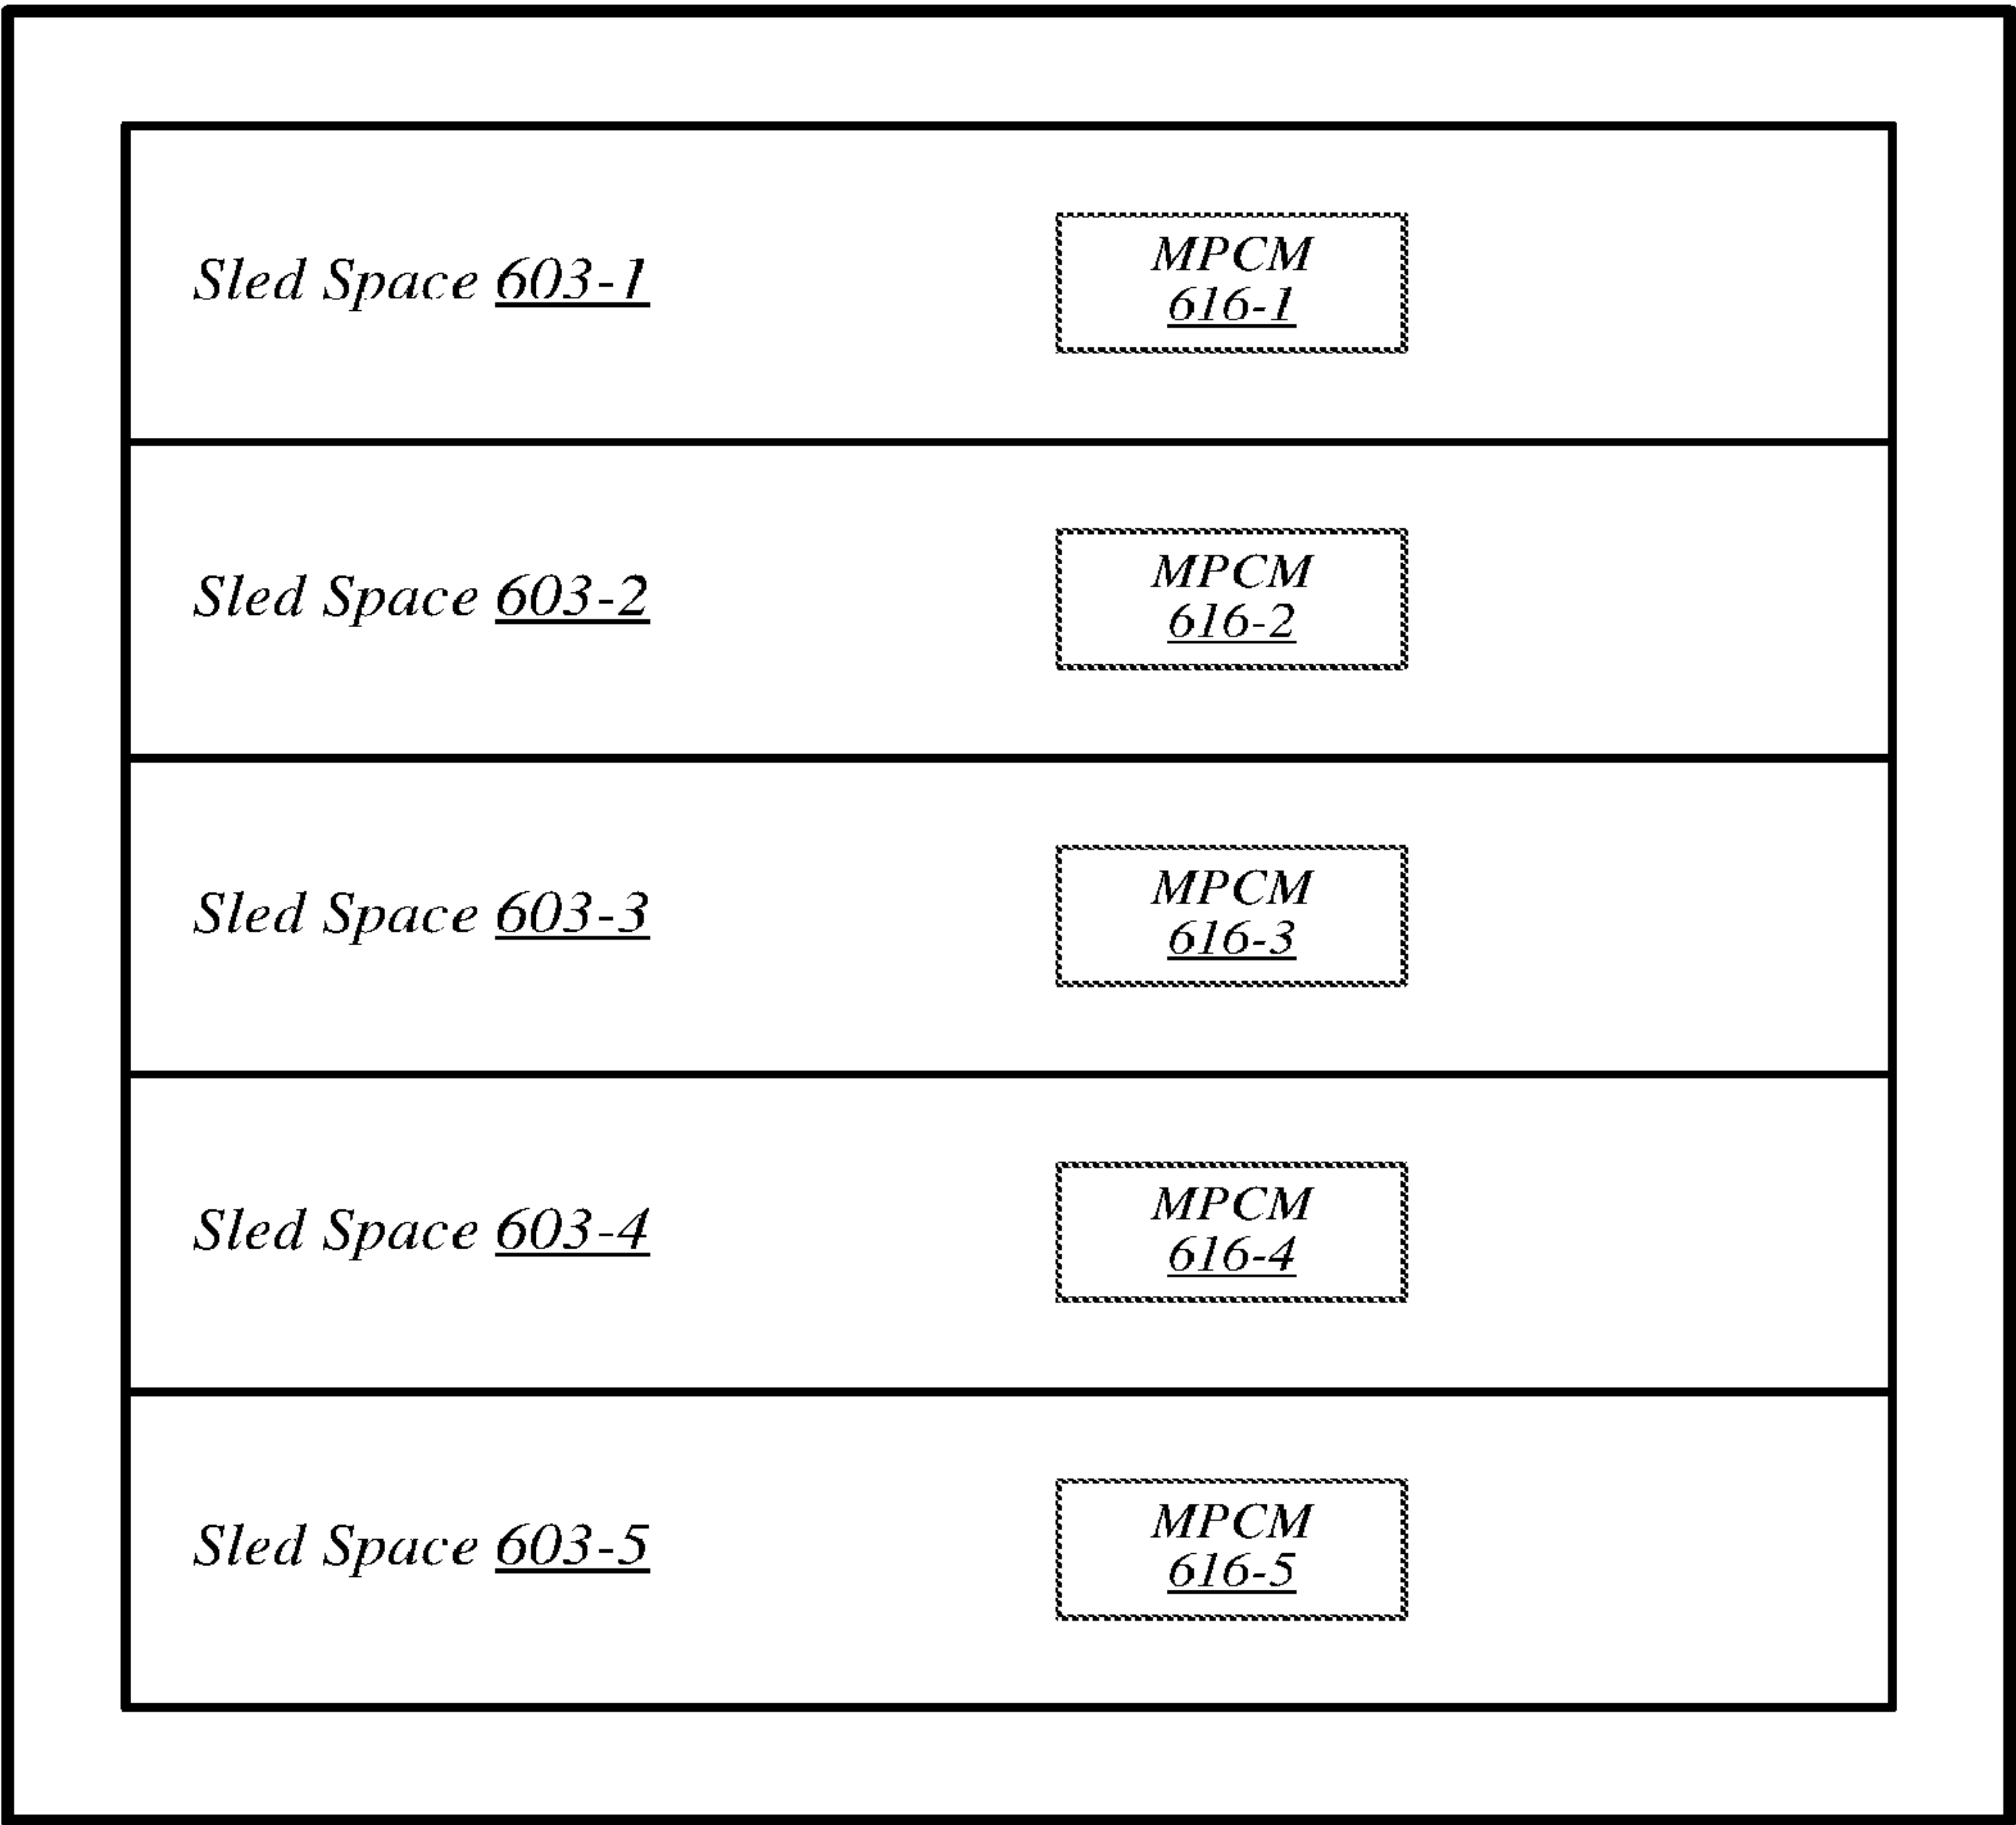 Sled Space 603-1
MPCM
616-1
Sled Space 603-2
MPCM
616-2
Sled Space 603-3
MPCM
616-3
Sled Space 603-4
MPCM
616-4
Sled Space 603-5
MPCM
616-5